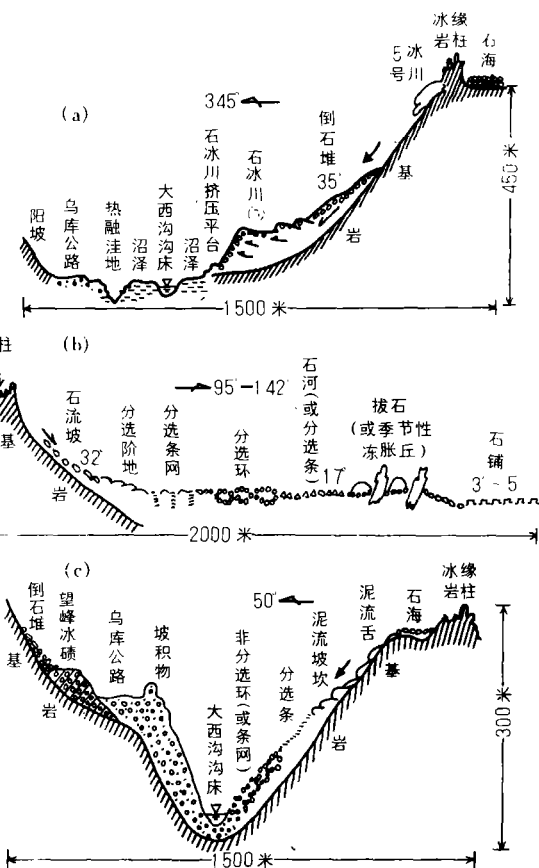 (a)
345°
冰缘岩柱
石海
5号冰川
倒石堆
35°
基岩
450米
石冰川
石冰川挤压平台
沼泽
大西沟沟床
沼泽
热融洼地
乌库公路
阳坡
1500米
(b)
柱
基岩
石流坡
32°
分选阶地
分选条网
95°-142°
分选环
石河(或分选条)
17°
拔石
(或季节性
冻胀丘)
石铺
3°~5
2000米
(c)
50°
倒石堆
望峰冰碛
乌库公路
坡积物
基岩
大西沟沟床
非分选环(或条网)
分选条
泥流坡坎
泥流舌
石海
冰缘岩柱
基岩
300米
1500米